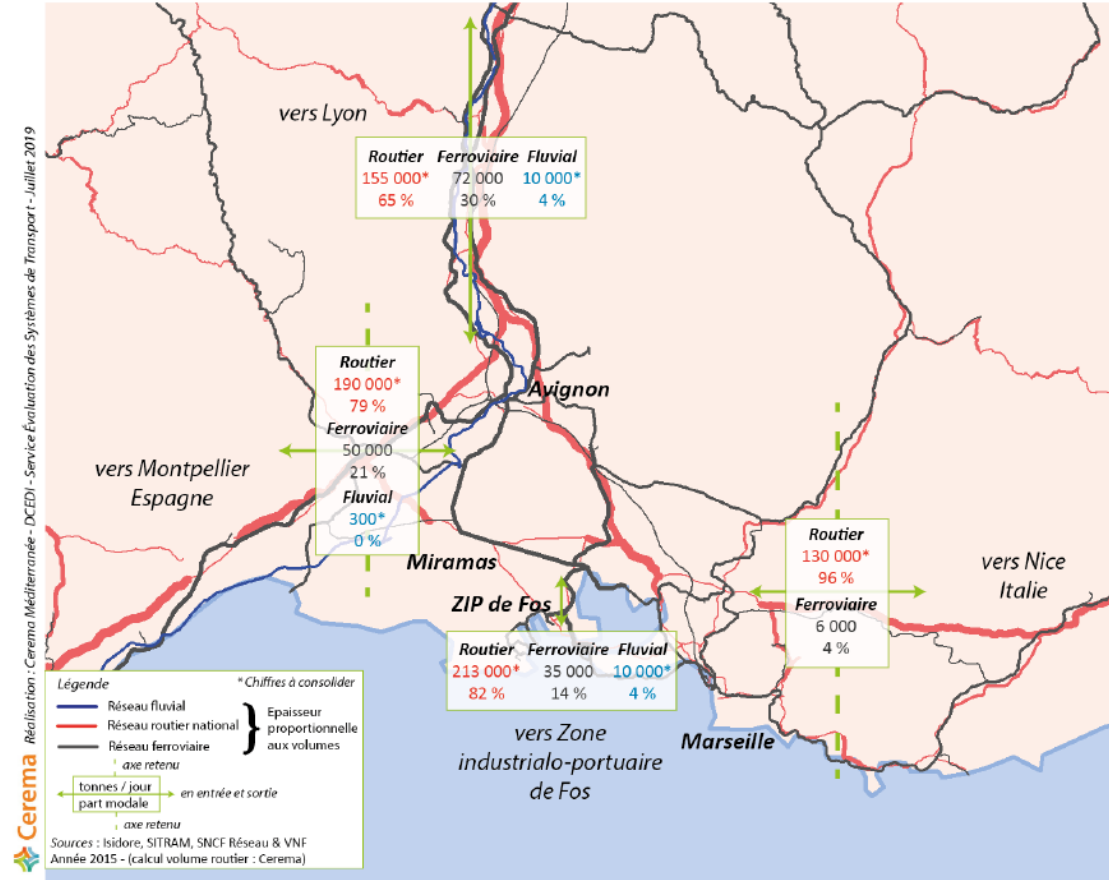 vers Lyon
Routier Ferroviaire Fluvial
155 000* 72 000 10 000*
65 % 30 % 4 %
Routier
190 000*
79 %
Ferroviaire
50 000
21 %
Fluvial
300*
0 %
Avignon
vers Montpellier
Espagne
Miramas
ZIP de Fos
Routier Ferroviaire Fluvial
213 000* 35 000 10 000*
82 % 14 % 4 %
vers Zone
industrialo-portuaire
de Fos
Marseille
Routier
130 000*
96 %
Ferroviaire
6 000
4 %
vers Nice
Italie
Légende
* Chiffres à consolider
Réseau fluvial
Réseau routier national
Réseau ferroviaire
Epaisseur
proportionnelle
aux volumes
axe retenu
tonnes / jour
part modale
en entrée et sortie
axe retenu
Sources : Isidore, SITRAM, SNCF Réseau & VNF
Année 2015 - (calcul volume routier : Cerema)
Cerema
Réalisation : Cerema Méditerranée - DCEDI - Service Évaluation des Systèmes de Transport - Juillet 2019